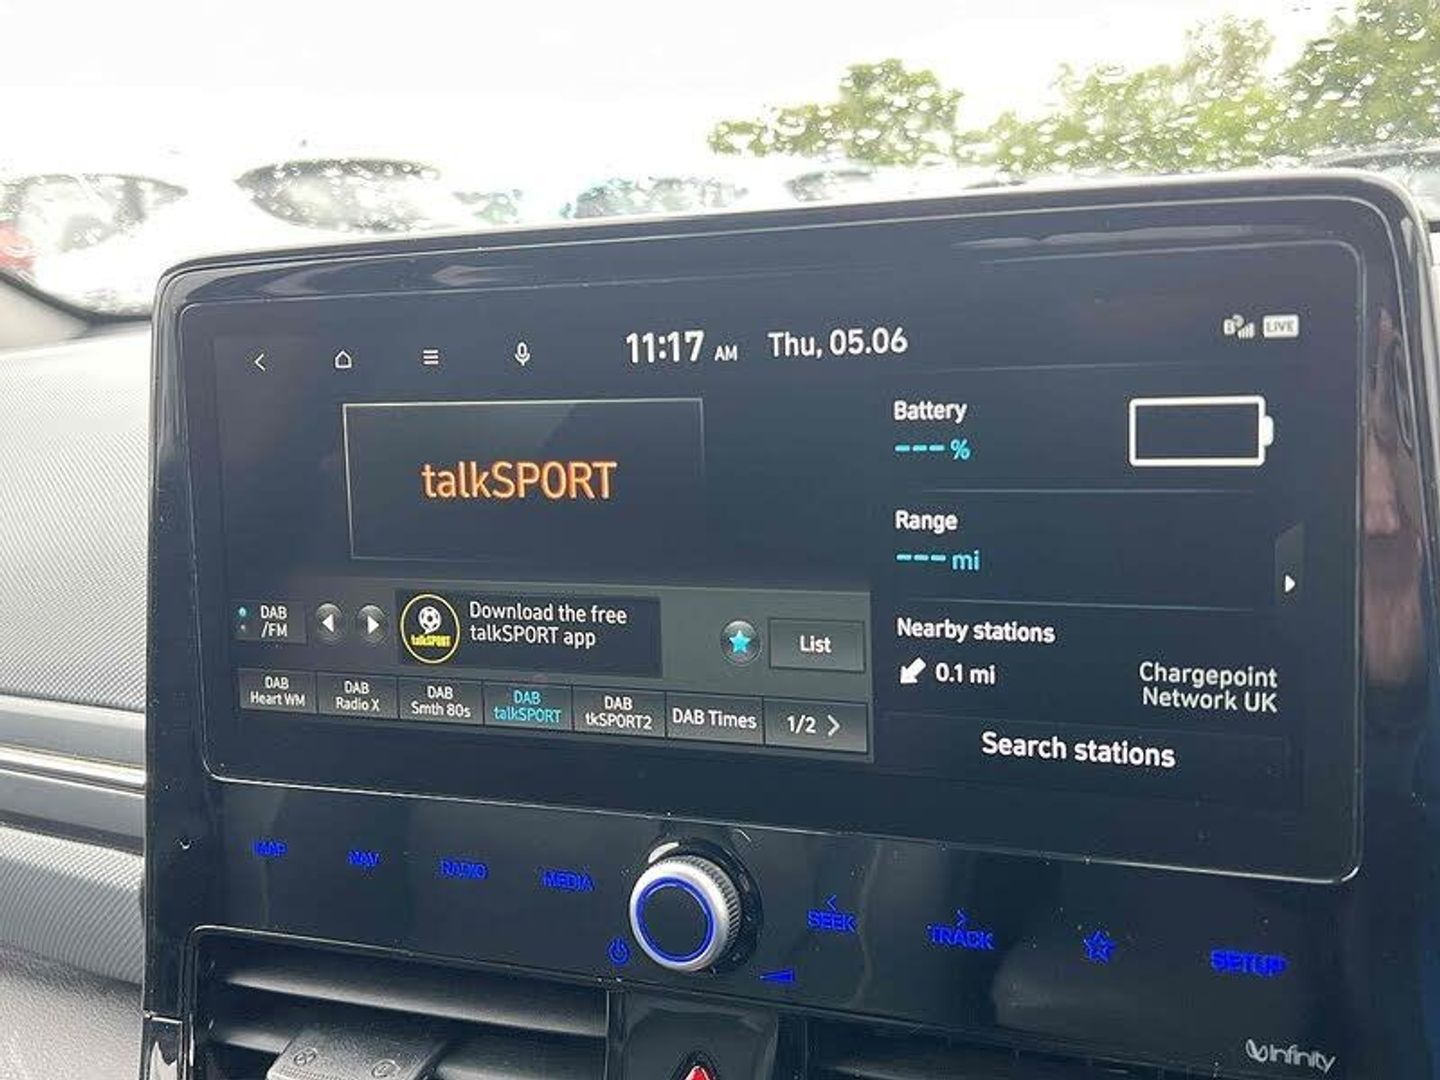 11:17 AM Thu, 05.06
LIVE
talkSPORT
Battery
--- %
Range
--- mi
Nearby stations
0.1 mi
Chargepoint
Network UK
Search stations
DAB
/FM
talkSPORT
Download the free
talkSPORT app
List
DAB
Heart WM
DAB
Radio X
DAB
Smth 80s
DAB
talkSPORT
DAB
tkSPORT2
DAB Times
1/2
MAP
NAV
RADIO
MEDIA
SEEK
TRACK
SETUP
Infinity